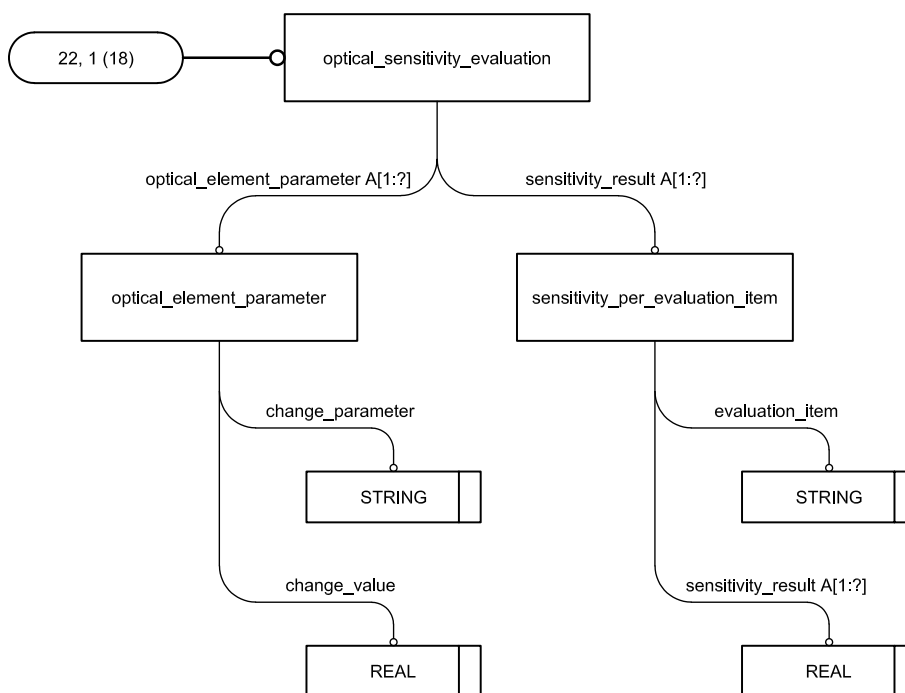 22, 1 (18)
optical_sensitivity_evaluation
optical_element_parameter A[1:?]
sensitivity_result A[1:?]
optical_element_parameter
sensitivity_per_evaluation_item
change_parameter
evaluation_item
STRING
STRING
change_value
sensitivity_result A[1:?]
REAL
REAL